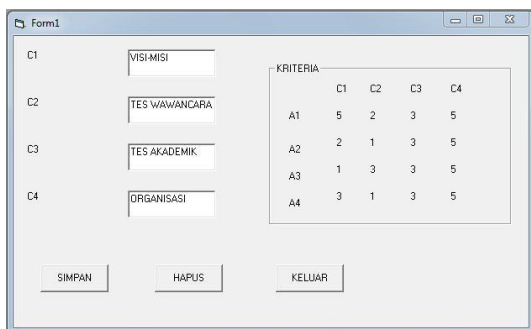 Form1
C1 VISI-MISI
C2 TES WAWANCARA
C3 TES AKADEMIK
C4 ORGANISASI
KRITERIA
C1 C2 C3 C4
A1 5 2 3 5
A2 2 1 3 5
A3 1 3 3 5
A4 3 1 3 5
SIMPAN HAPUS KELUAR